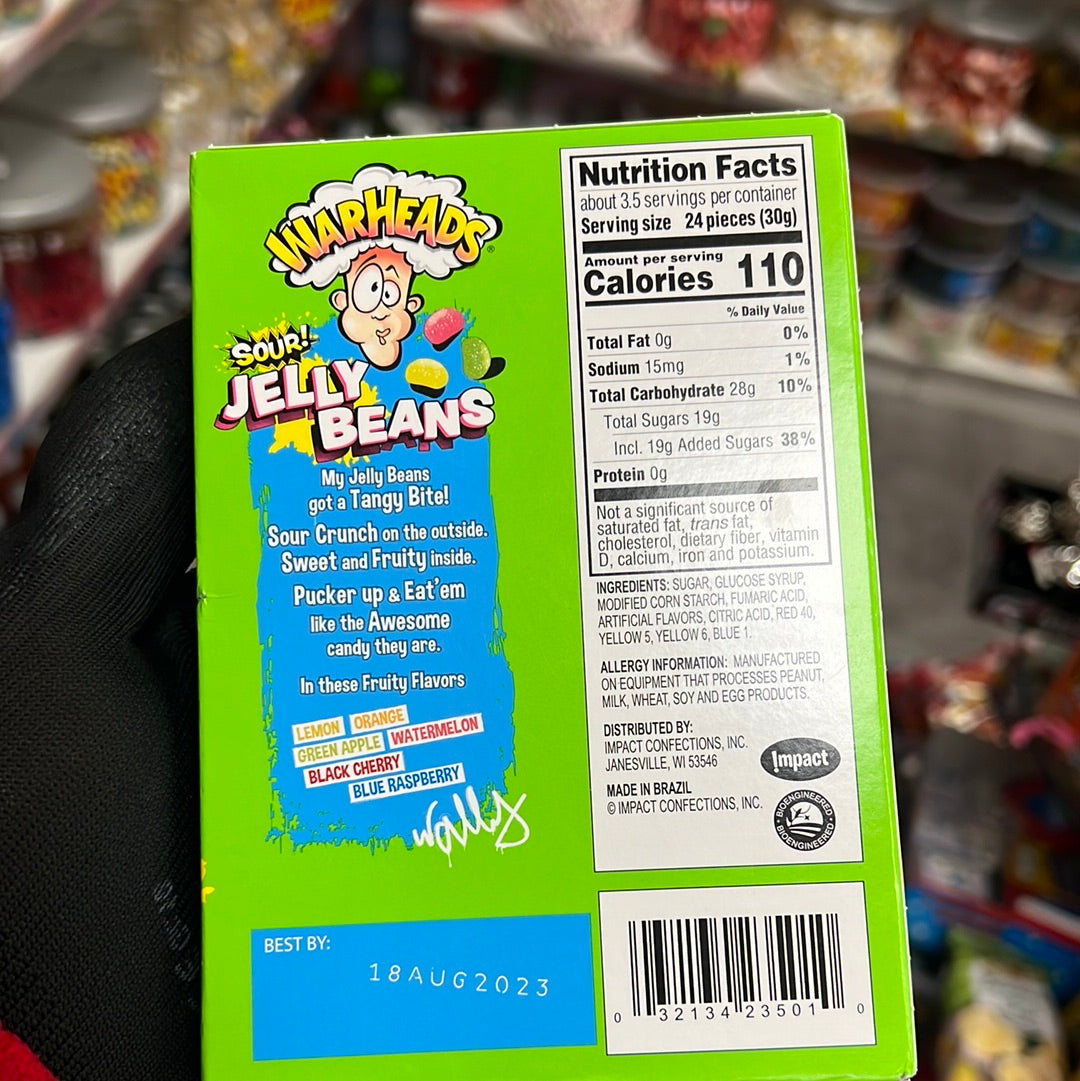 WARHEADS®
SOUR!
JELLY
BEANS
My Jelly Beans
got a Tangy Bite!
Sour Crunch on the outside.
Sweet and Fruity inside.
Pucker up & Eat'em
like the Awesome
candy they are.
In these Fruity Flavors
LEMON ORANGE
GREEN APPLE WATERMELON
BLACK CHERRY
BLUE RASPBERRY
Wally
BEST BY:
18AUG2023
Nutrition Facts
about 3.5 servings per container
Serving size 24 pieces (30g)
Amount per serving
Calories 110
% Daily Value
Total Fat 0g 0%
Sodium 15mg 1%
Total Carbohydrate 28g 10%
Total Sugars 19g
Incl. 19g Added Sugars 38%
Protein 0g
Not a significant source of
saturated fat, trans fat,
cholesterol, dietary fiber, vitamin
D, calcium, iron and potassium.
INGREDIENTS: SUGAR, GLUCOSE SYRUP,
MODIFIED CORN STARCH, FUMARIC ACID,
ARTIFICIAL FLAVORS, CITRIC ACID, RED 40,
YELLOW 5, YELLOW 6, BLUE 1.
ALLERGY INFORMATION: MANUFACTURED
ON EQUIPMENT THAT PROCESSES PEANUT,
MILK, WHEAT, SOY AND EGG PRODUCTS.
DISTRIBUTED BY:
IMPACT CONFECTIONS, INC.
JANESVILLE, WI 53546
Impact
MADE IN BRAZIL
© IMPACT CONFECTIONS, INC.
BIOENGINEERED
BIOENGINEERED
0 32134 23501 0